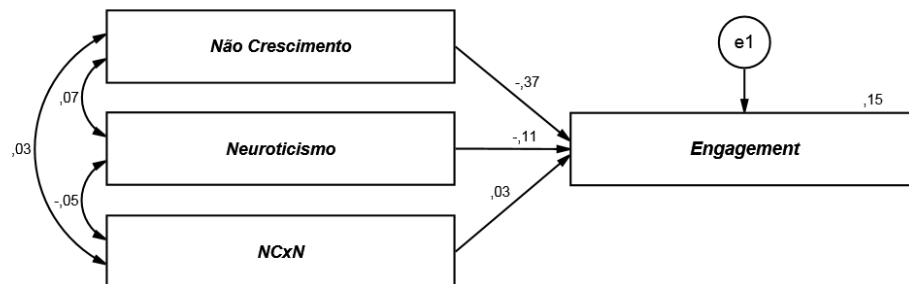 Não Crescimento
e1
-,37
,07
,15
,03
Neuroticismo
-,11
Engagement
-,05
,03
NCxN